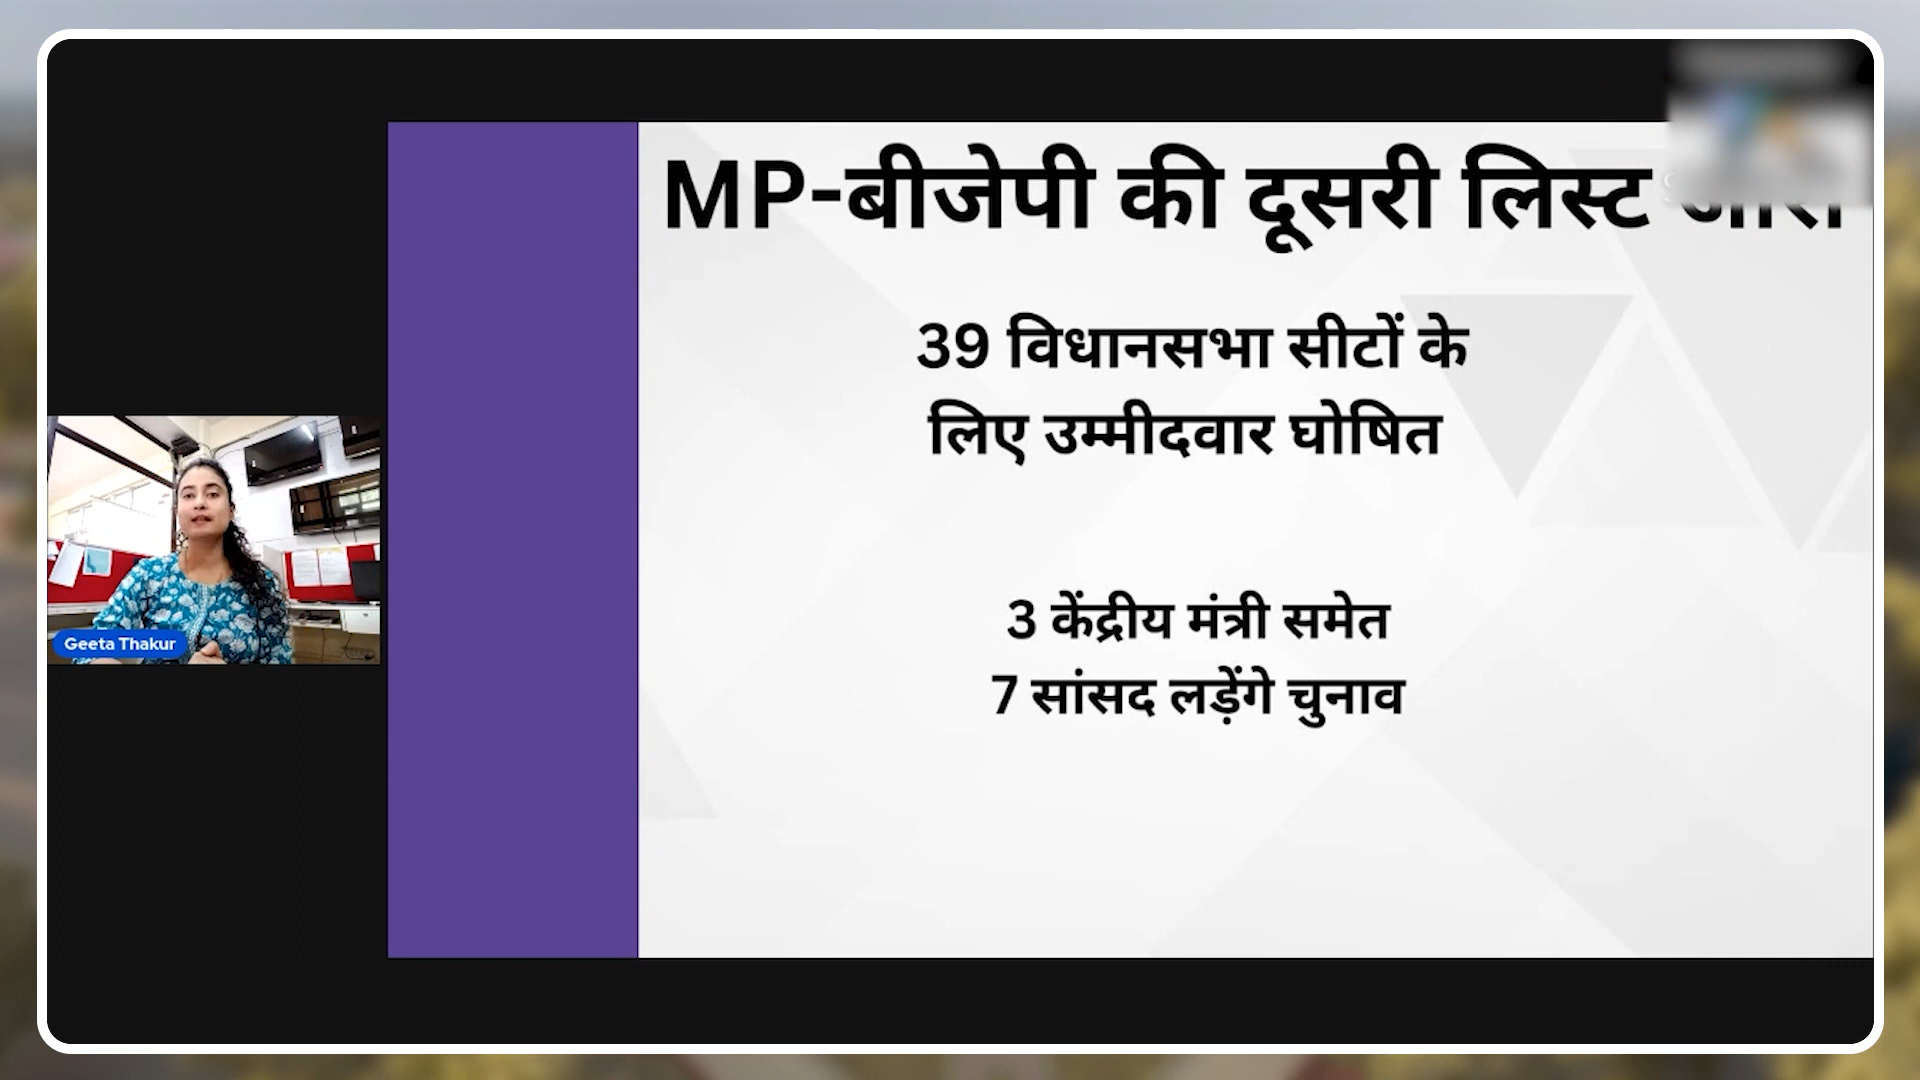 MP-बीजेपी की दूसरी लिस्ट
39 विधानसभा सीटों के
लिए उम्मीदवार घोषित
3 केंद्रीय मंत्री समेत
7 सांसद लड़ेंगे चुनाव
Geeta Thakur